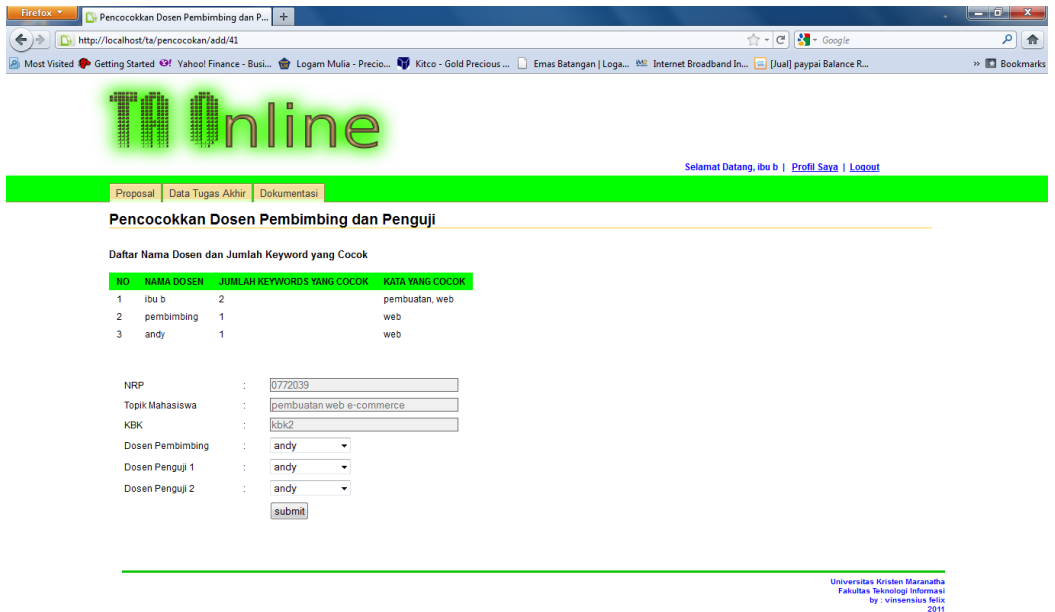 Firefox
Pencocokkan Dosen Pembimbing dan P...
http://localhost/ta/pencocokan/add/41
Google
Most Visited Getting Started Yahoo! Finance - Busi... Logam Mulia - Precio... Kitco - Gold Precious ... Emas Batangan | Loga... Internet Broadband In... [Jual] paypai Balance R... » Bookmarks
TA Online
Selamat Datang, ibu b | Profil Saya | Logout
Proposal Data Tugas Akhir Dokumentasi
Pencocokkan Dosen Pembimbing dan Penguji
Daftar Nama Dosen dan Jumlah Keyword yang Cocok
NO NAMA DOSEN JUMLAH KEYWORDS YANG COCOK KATA YANG COCOK
1 ibu b 2 pembuatan, web
2 pembimbing 1 web
3 andy 1 web
NRP : 0772039
Topik Mahasiswa : pembuatan web e-commerce
KBK : kbk2
Dosen Pembimbing : andy
Dosen Penguji 1 : andy
Dosen Penguji 2 : andy
submit
Universitas Kristen Maranatha
Fakultas Teknologi Informasi
by : vinsensius felix
2011